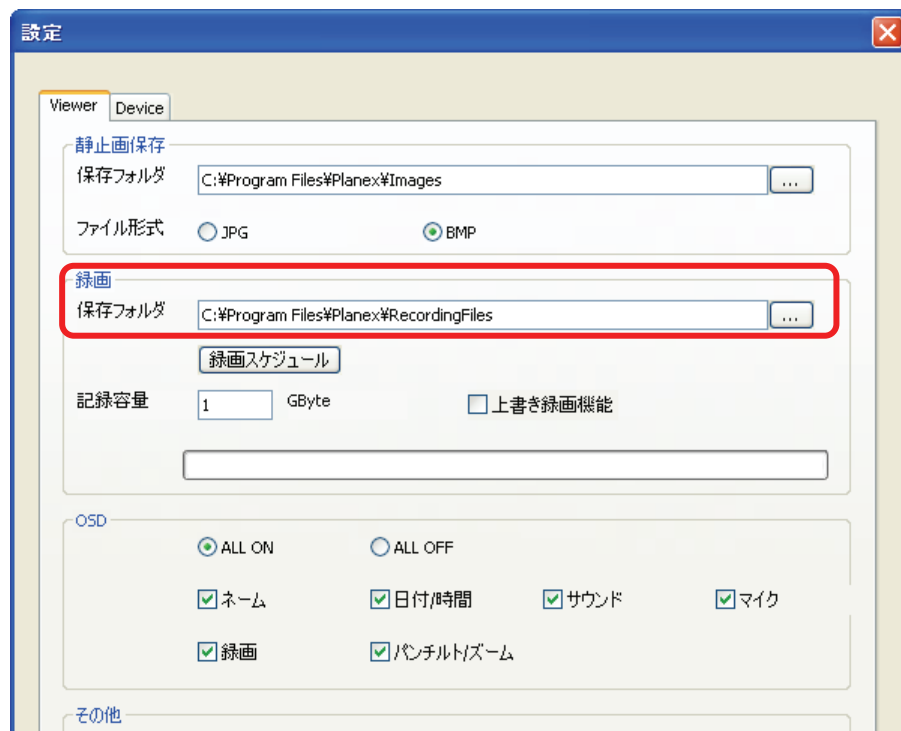 設定
Viewer Device
静止画保存
保存フォルダ C:¥Program Files¥Planex¥Images ...
ファイル形式 JPG BMP
録画
保存フォルダ C:¥Program Files¥Planex¥RecordingFiles ...
録画スケジュール
記録容量 1 GByte 上書き録画機能
OSD
ALL ON ALL OFF
ネーム 日付/時間 サウンド マイク
録画 パンチルト/ズーム
その他